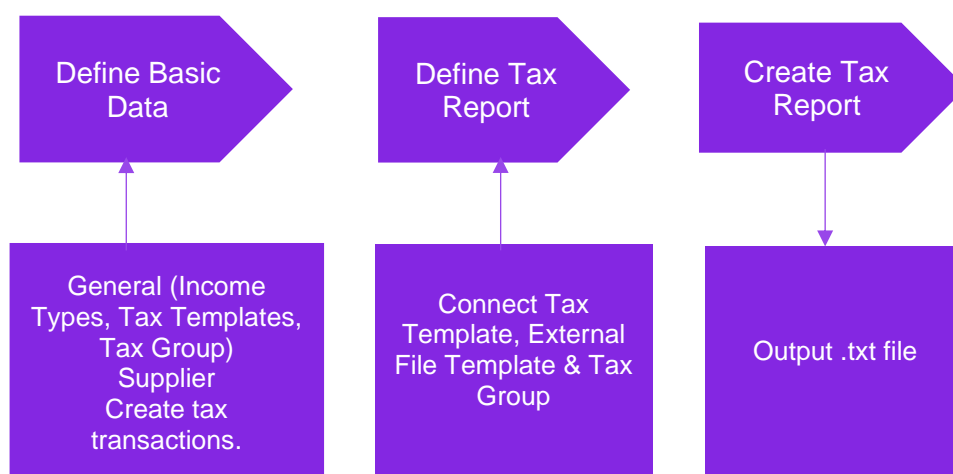 Define Basic
Data
Define Tax
Report
Create Tax
Report
General (Income
Types, Tax Templates,
Tax Group)
Supplier
Create tax
transactions.
Connect Tax
Template, External
File Template & Tax
Group
Output .txt file